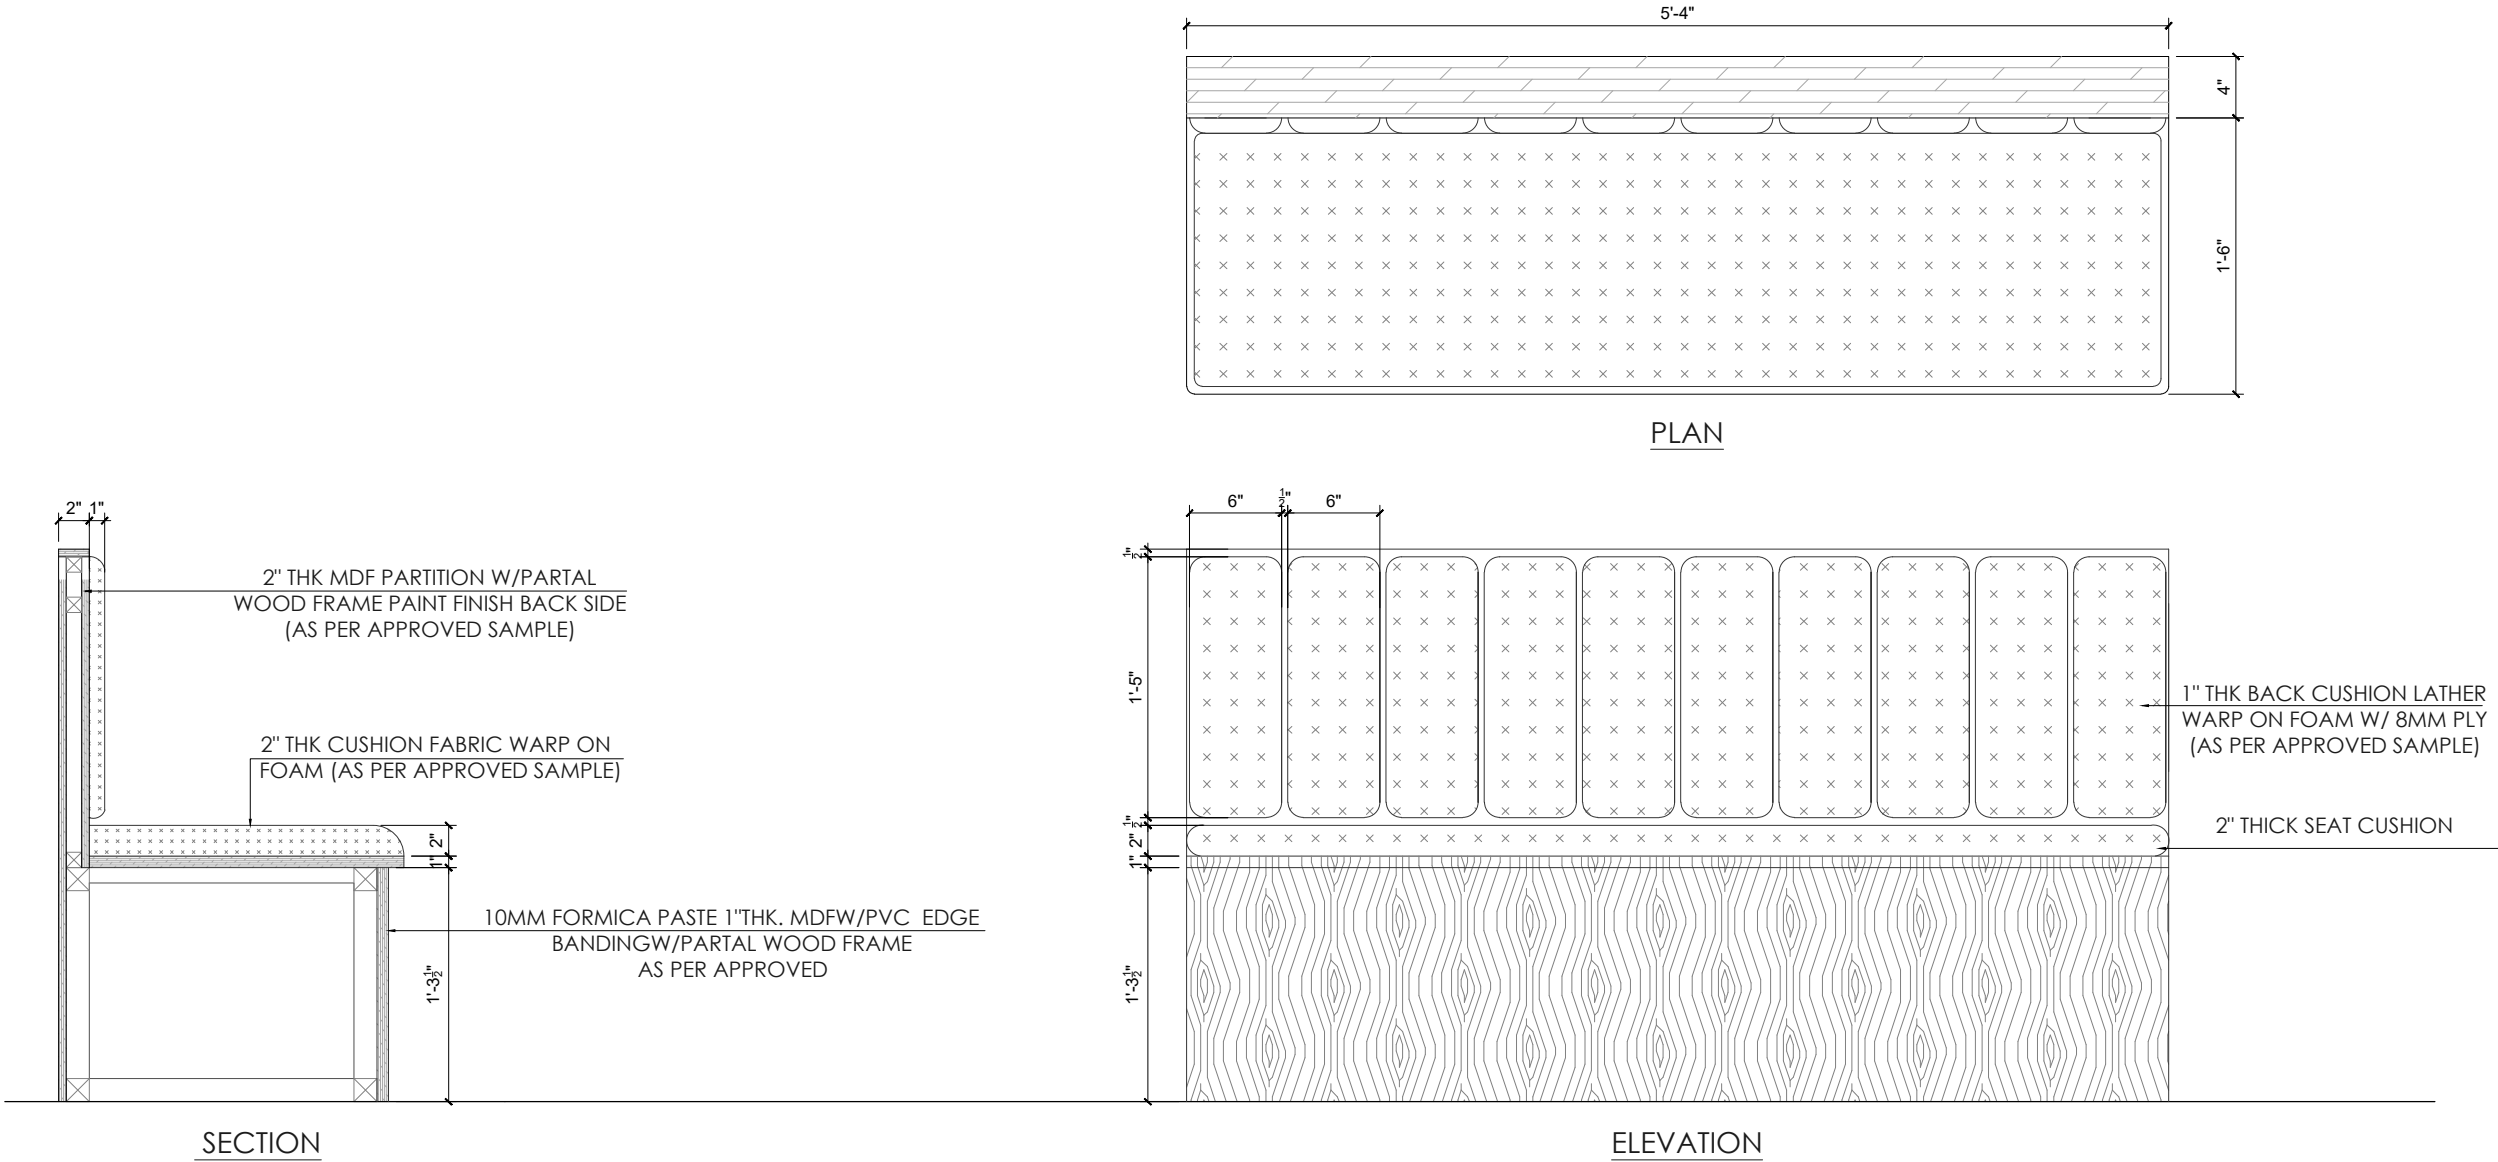 5'-4"
4"
1'-6"
PLAN
2" 1"
2" THK MDF PARTITION W/PARTAL
WOOD FRAME PAINT FINISH BACK SIDE
(AS PER APPROVED SAMPLE)
2" THK CUSHION FABRIC WARP ON
FOAM (AS PER APPROVED SAMPLE)
2"
1"
10MM FORMICA PASTE 1"THK. MDFW/PVC EDGE
BANDINGW/PARTAL WOOD FRAME
AS PER APPROVED
1'-3½"
SECTION
6" ½" 6"
½"
1'-5"
½"
2"
1"
1'-3½"
1" THK BACK CUSHION LATHER
WARP ON FOAM W/ 8MM PLY
(AS PER APPROVED SAMPLE)
2" THICK SEAT CUSHION
ELEVATION